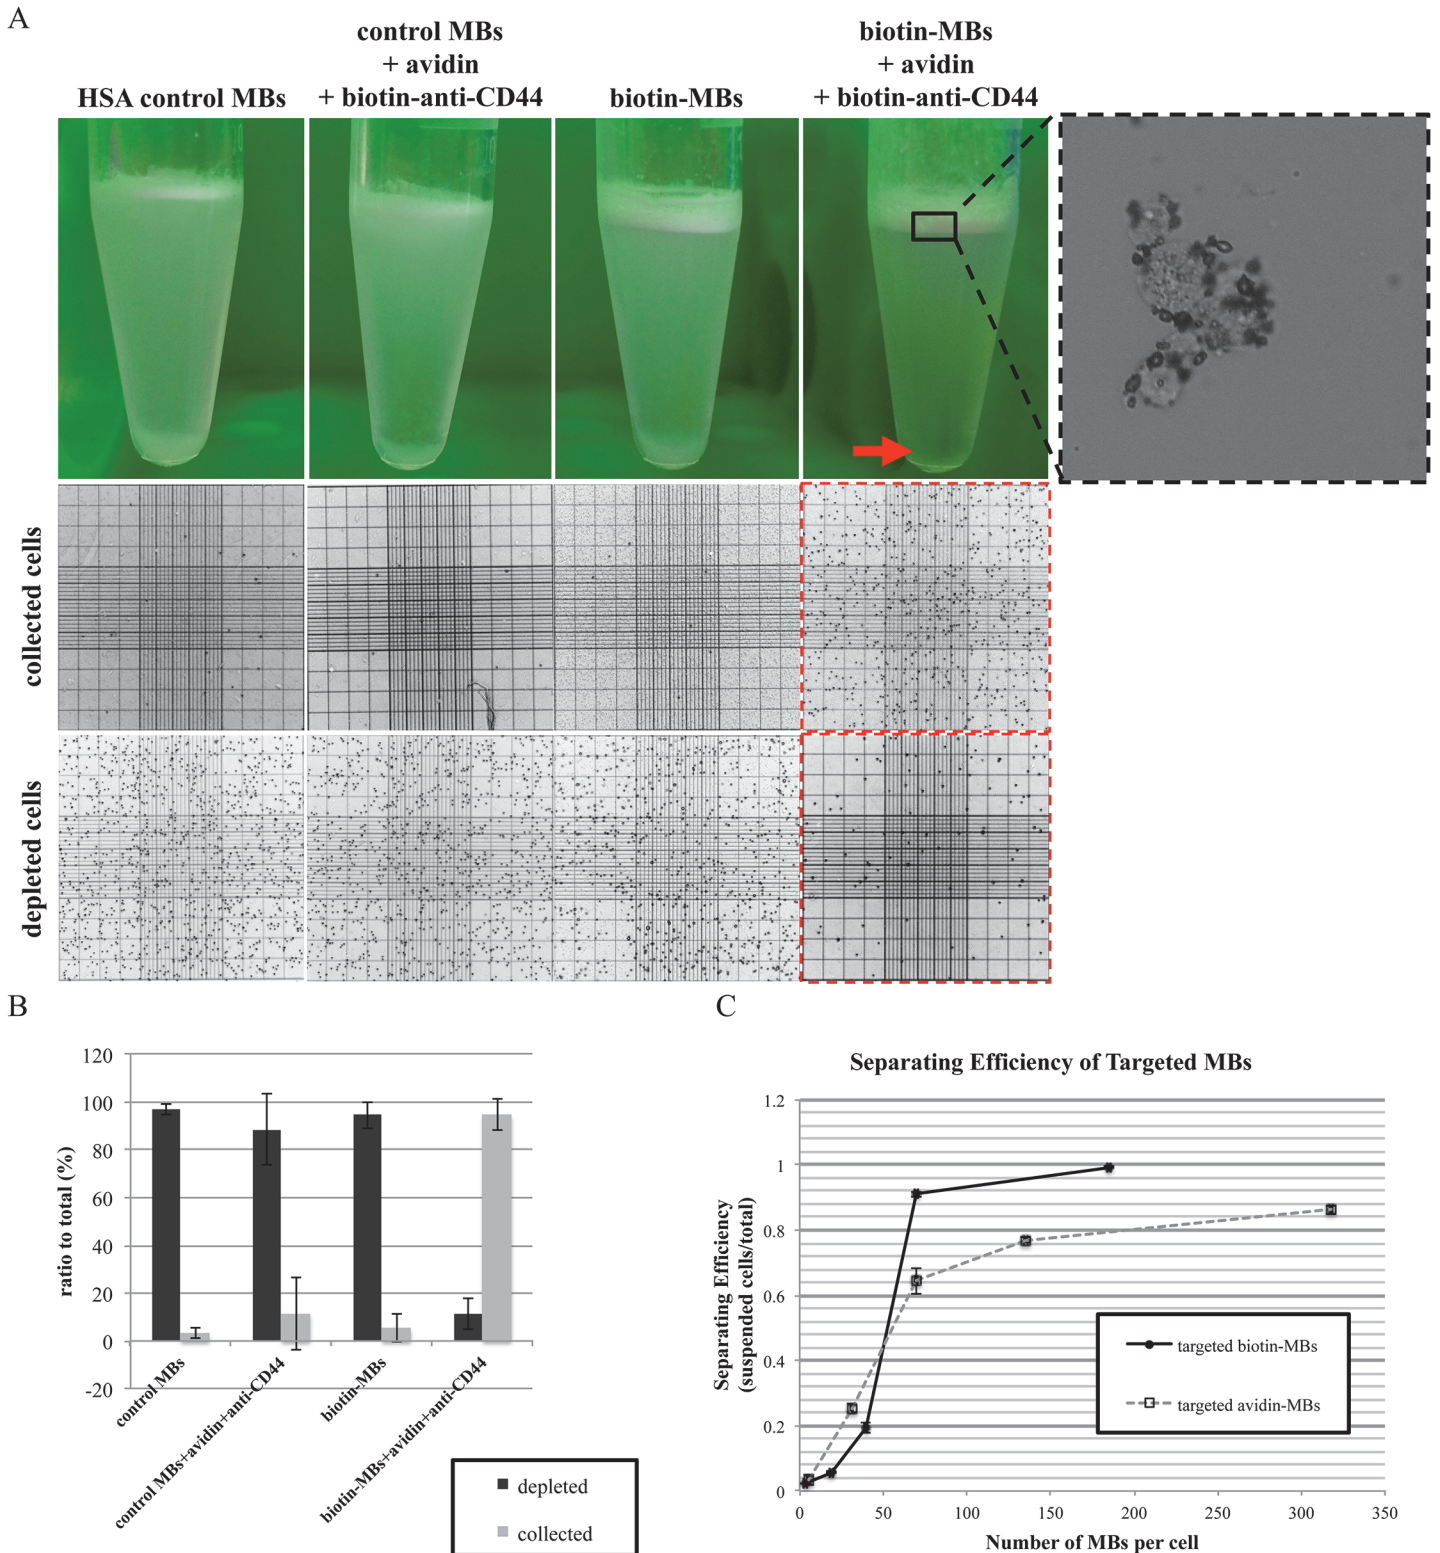 A
HSA control MBs
control MBs
+ avidin
+ biotin-anti-CD44
biotin-MBs
biotin-MBs
+ avidin
+ biotin-anti-CD44
collected cells
depleted cells
B
120
100
80
60
40
20
0
-20
ratio to total (%)
control MBs
control MBs+avidin+anti-CD44
biotin-MBs
biotin-MBs+avidin+anti-CD44
depleted
collected
C
Separating Efficiency of Targeted MBs
1.2
1
0.8
0.6
0.4
0.2
0
Separating Efficiency
(suspended cells/total)
0
50
100
150
200
250
300
350
Number of MBs per cell
targeted biotin-MBs
targeted avidin-MBs